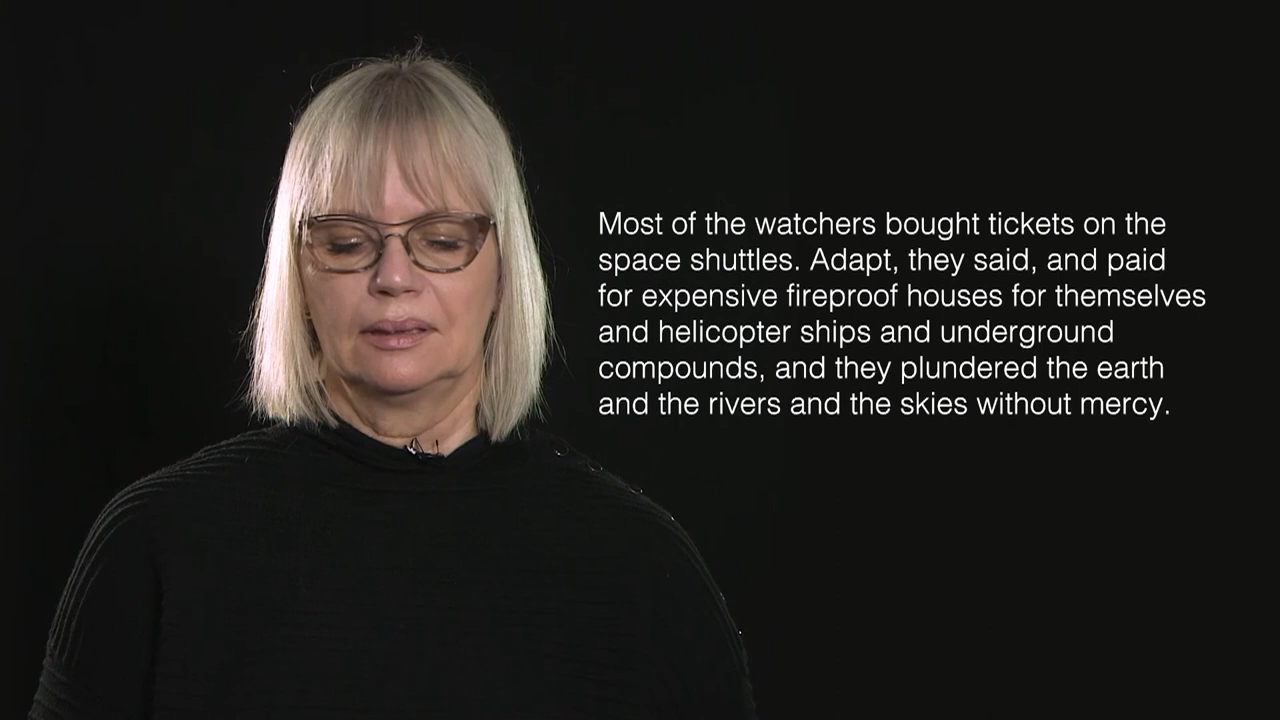 Most of the watchers bought tickets on the
space shuttles. Adapt, they said, and paid
for expensive fireproof houses for themselves
and helicopter ships and underground
compounds, and they plundered the earth
and the rivers and the skies without mercy.